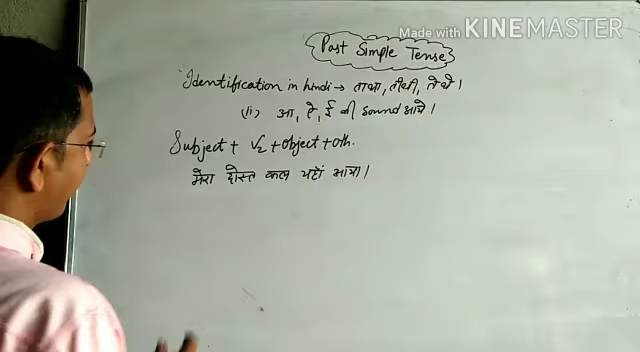 Made with KINEMASTER
Past Simple Tense
Identification in hindi → ताथा, तीथी, तेथे।
(ii) आ, ऐ, ई की sound आये।
Subject + V2 + object + oth.
मेरा दोस्त कल यहाँ आया।